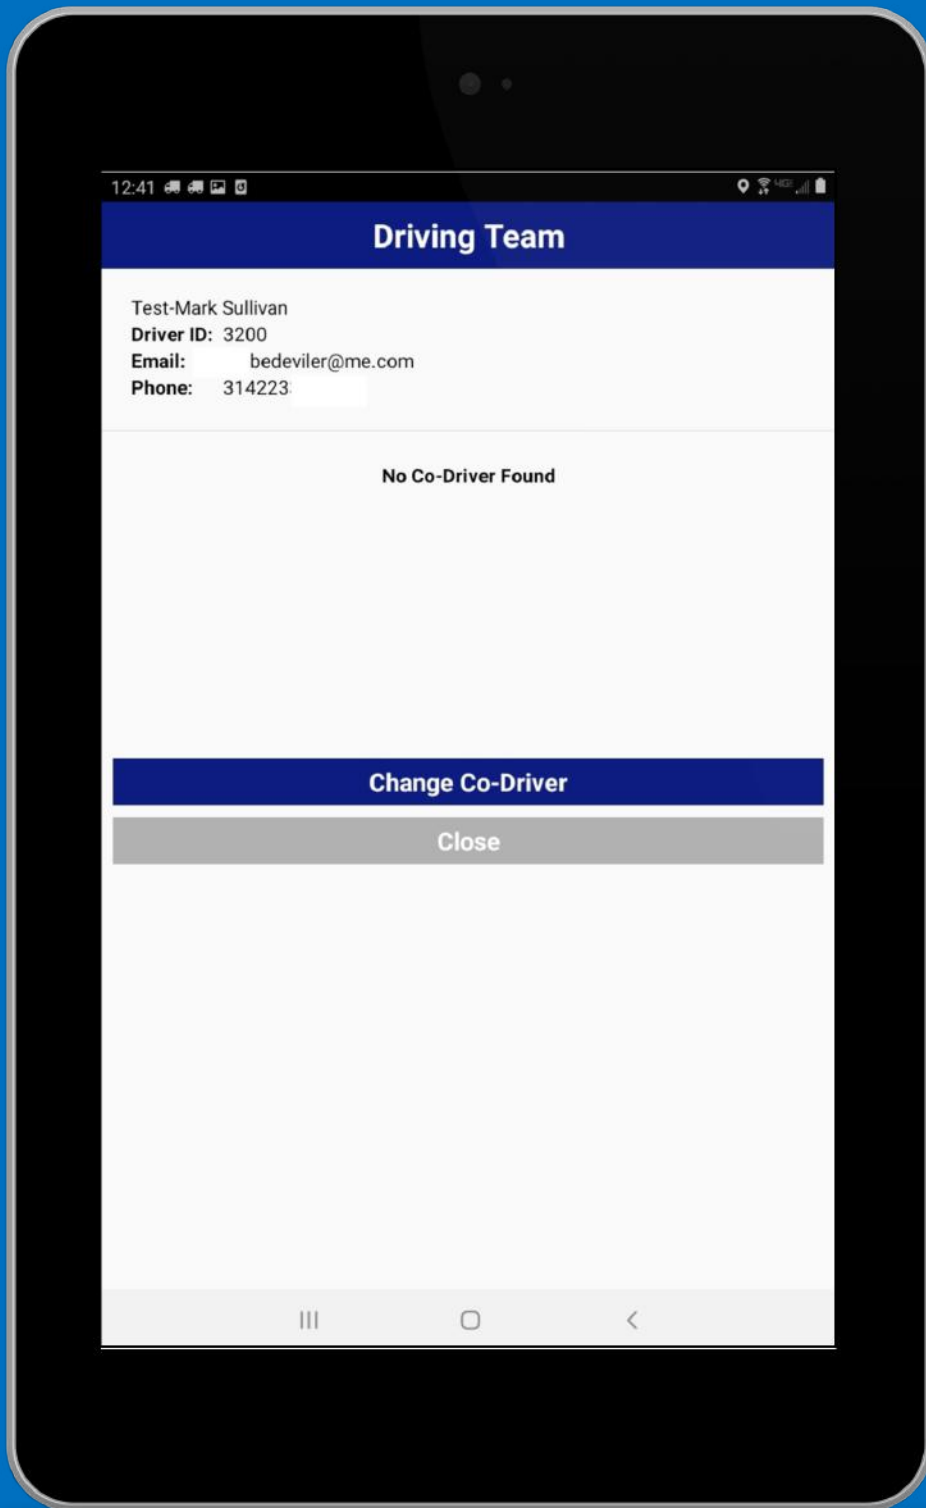 12:41
Driving Team
Test-Mark Sullivan
Driver ID: 3200
Email: bedeviler@me.com
Phone: 314223
No Co-Driver Found
Change Co-Driver
Close